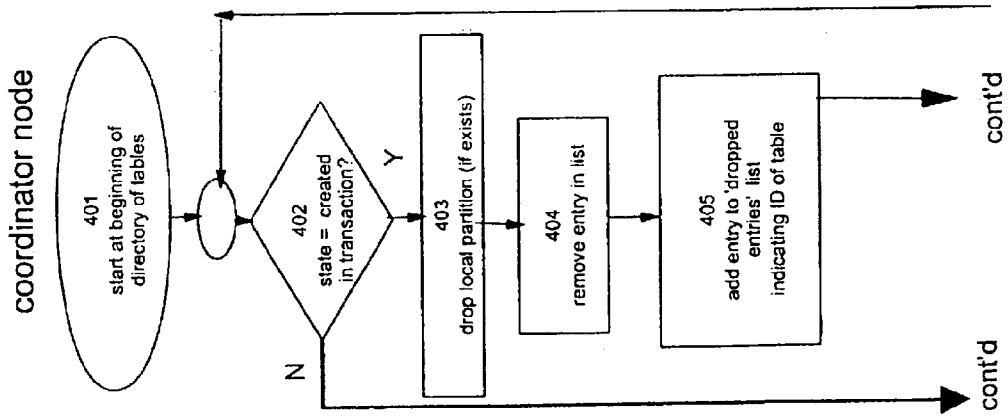 coordinator node
401
start at beginning of
directory of tables
402
state = created
in transaction?
Y
N
403
drop local partition (if exists)
404
remove entry in list
405
add entry to 'dropped
entries' list
indicating ID of table
cont'd
cont'd